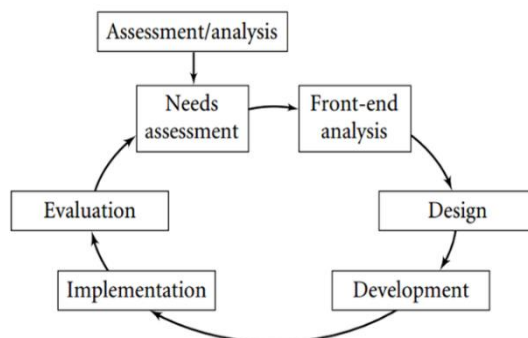 Assessment/analysis
Needs
assessment
Front-end
analysis
Evaluation
Design
Implementation
Development